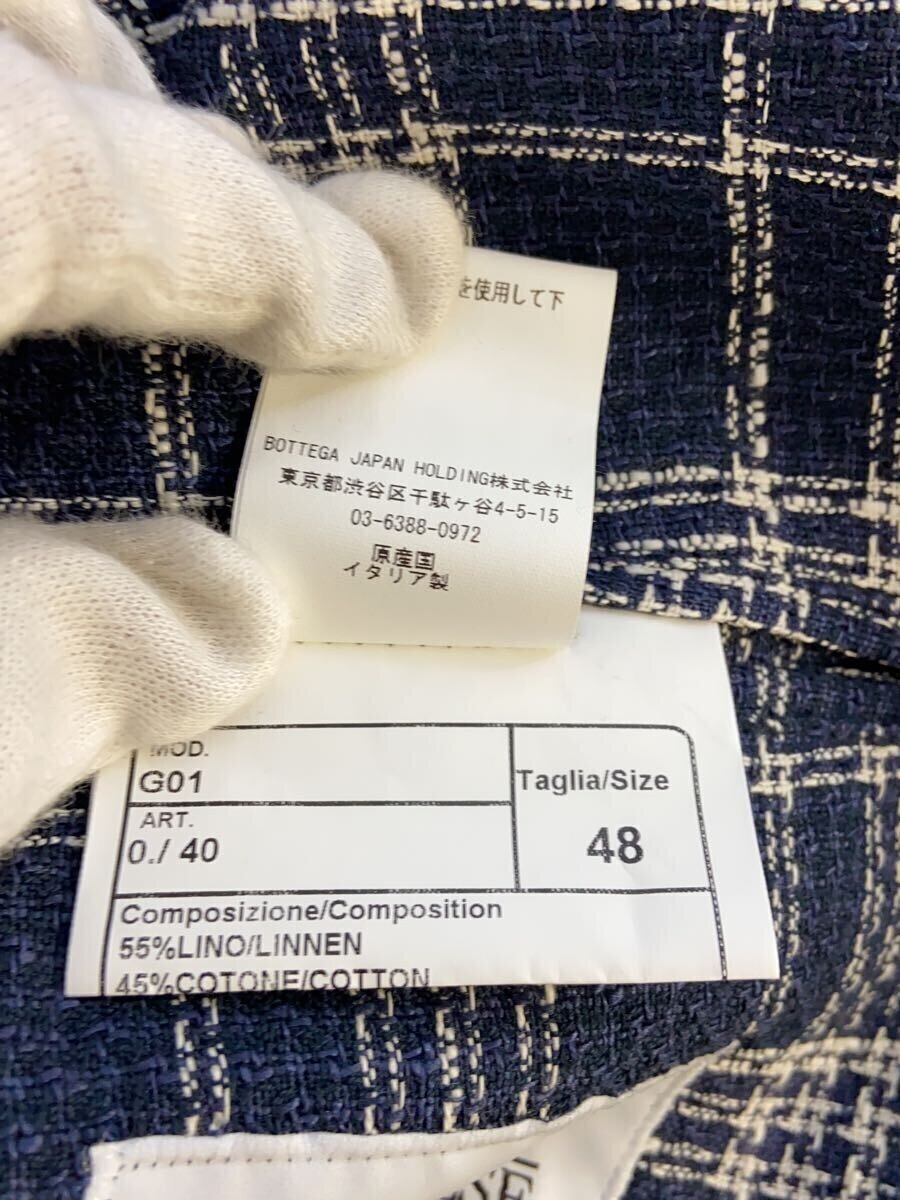 を使用して下
BOTTEGA JAPAN HOLDING株式会社
東京都渋谷区千駄ヶ谷4-5-15
03-6388-0972
原産国
イタリア製
MOD.
G01
Taglia/Size
ART.
0./ 40
48
Composizione/Composition
55%LINO/LINNEN
45%COTONE/COTTON